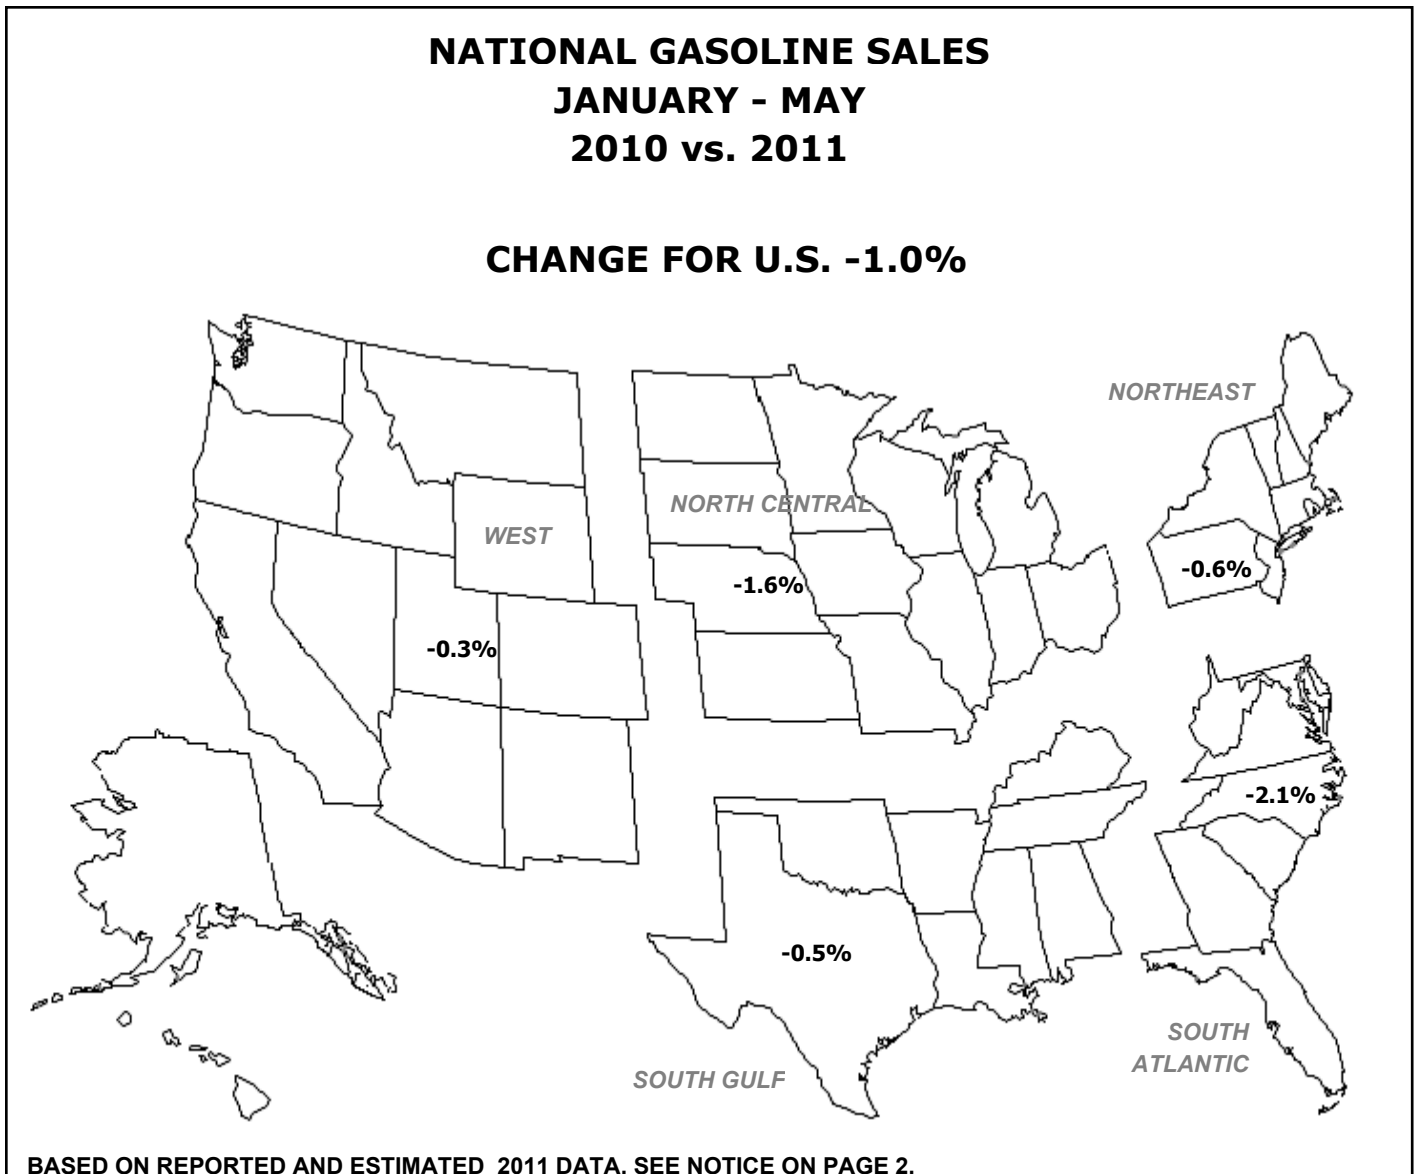 NATIONAL GASOLINE SALES
JANUARY - MAY
2010 vs. 2011
CHANGE FOR U.S. -1.0%
NORTHEAST
NORTH CENTRAL
WEST
-0.6%
-1.6%
-0.3%
-2.1%
-0.5%
SOUTH
ATLANTIC
SOUTH GULF
BASED ON REPORTED AND ESTIMATED 2011 DATA. SEE NOTICE ON PAGE 2.